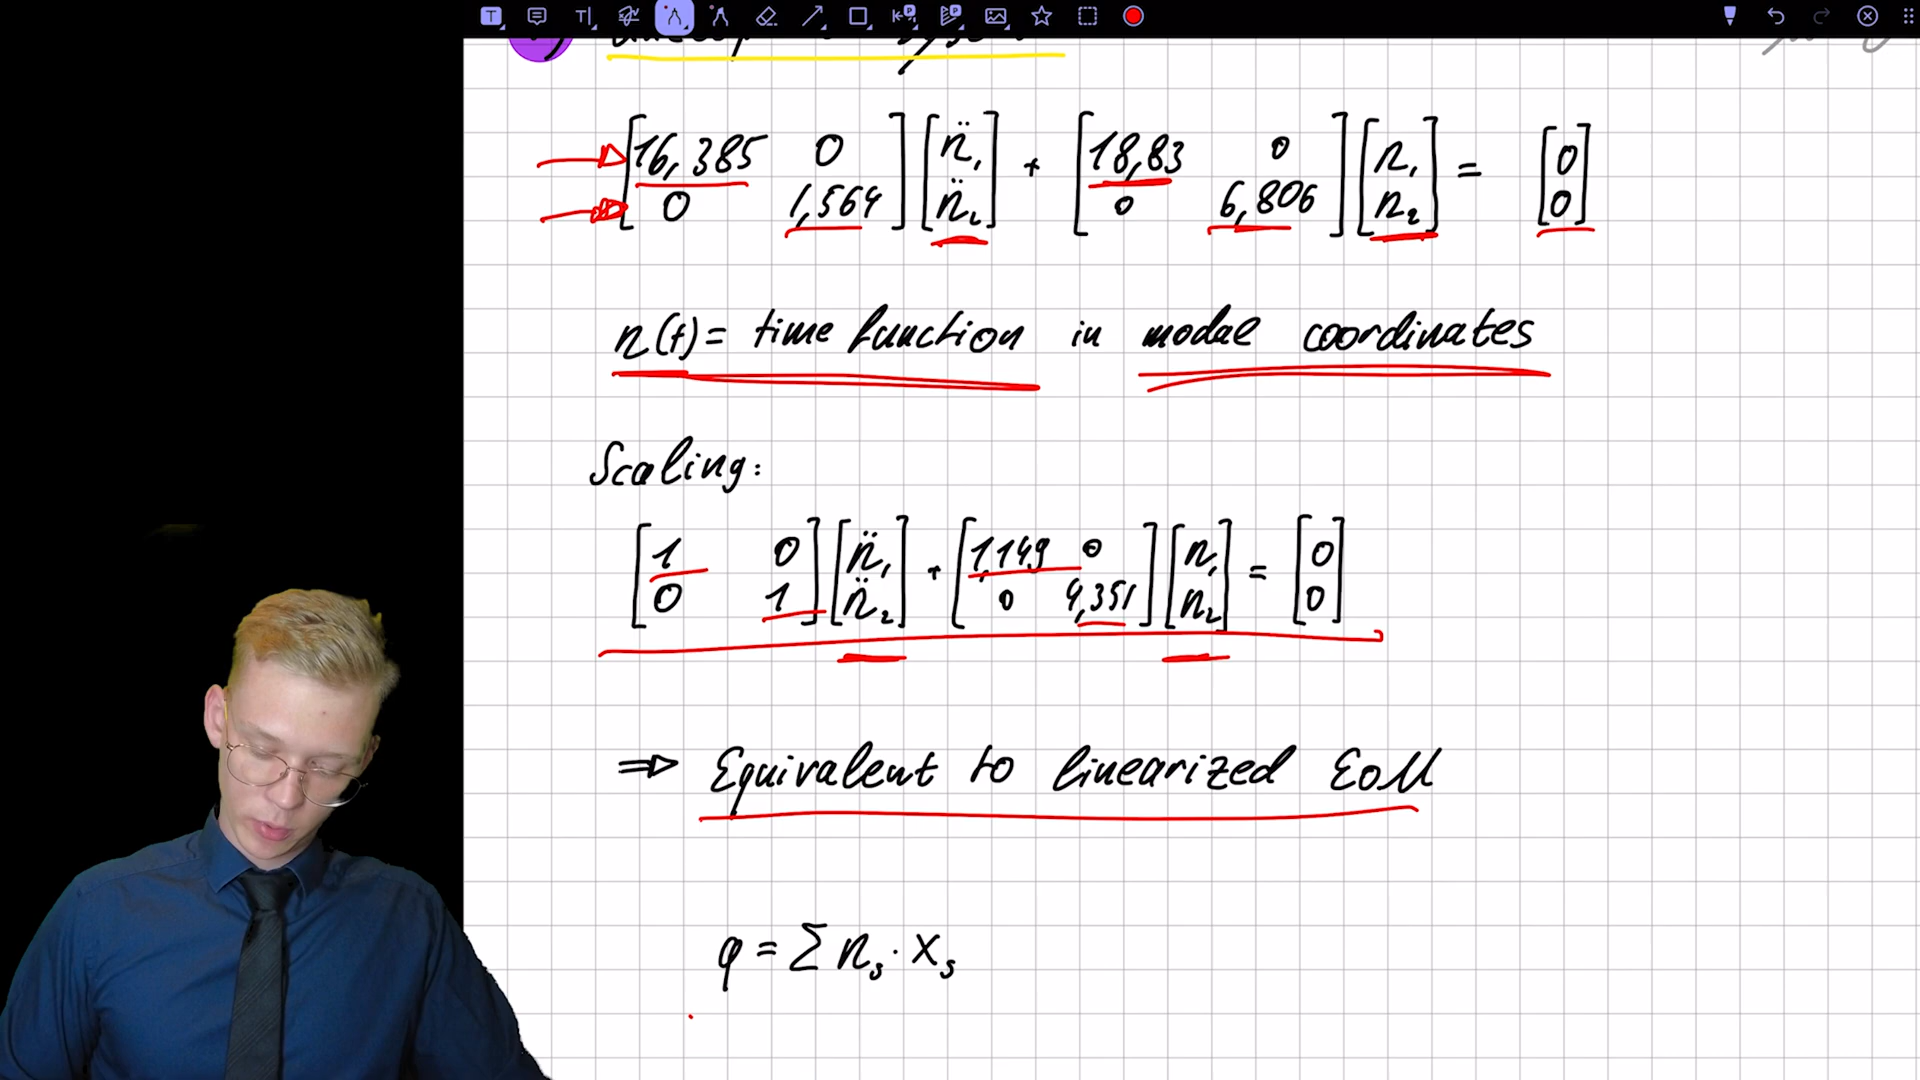 [16,385 0; 0 1,564] [n̈₁; n̈₂] + [18,83 0; 0 6,806] [n₁; n₂] = [0; 0]
n(t) = time function in modal coordinates
Scaling:
[1 0; 0 1] [n̈₁; n̈₂] + [1,149 0; 0 4,351] [n₁; n₂] = [0; 0]
⇒ Equivalent to linearized EoM
q = Σ nₛ · xₛ